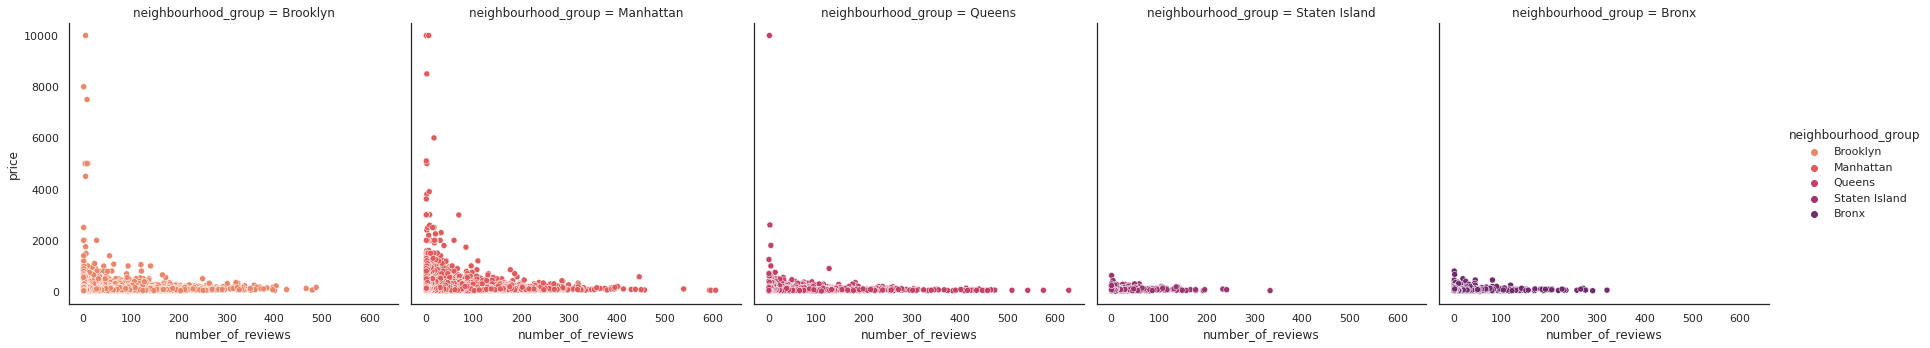 neighbourhood_group = Brooklyn
neighbourhood_group = Manhattan
neighbourhood_group = Queens
neighbourhood_group = Staten Island
neighbourhood_group = Bronx
price
10000
8000
6000
4000
2000
0
0 100 200 300 400 500 600
0 100 200 300 400 500 600
0 100 200 300 400 500 600
0 100 200 300 400 500 600
0 100 200 300 400 500 600
number_of_reviews
number_of_reviews
number_of_reviews
number_of_reviews
number_of_reviews
neighbourhood_group
Brooklyn
Manhattan
Queens
Staten Island
Bronx